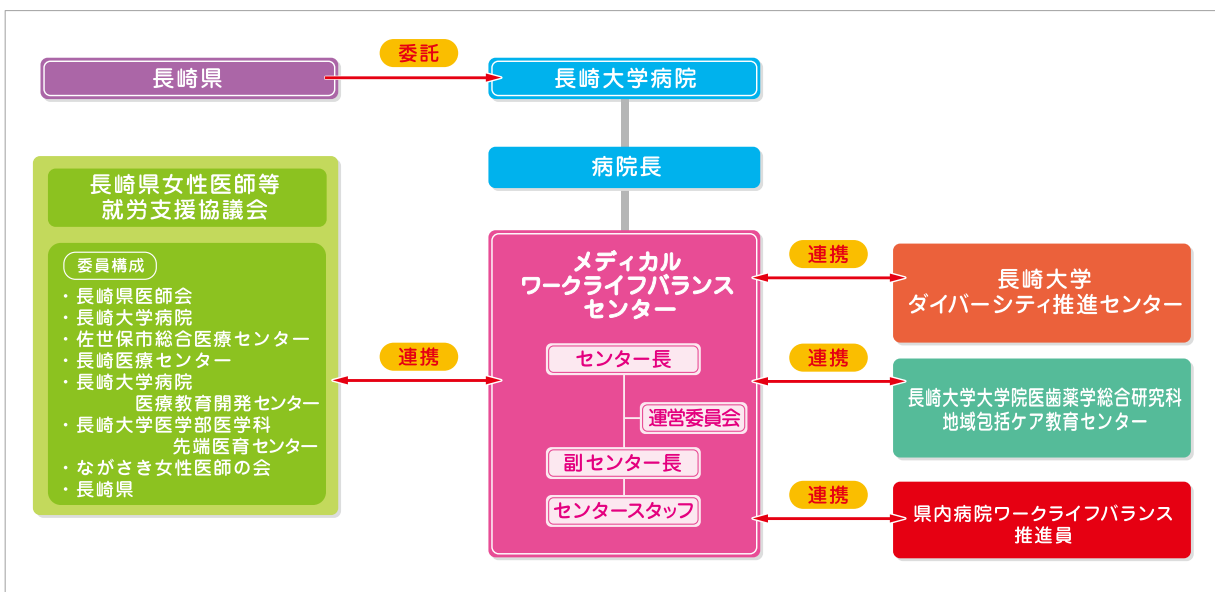 長崎県
委託
長崎大学病院
病院長
長崎県女性医師等
就労支援協議会
委員構成
・長崎県医師会
・長崎大学病院
・佐世保市総合医療センター
・長崎医療センター
・長崎大学病院
医療教育開発センター
・長崎大学医学部医学科
先端医育センター
・ながさき女性医師の会
・長崎県
連携
メディカル
ワークライフバランス
センター
センター長
運営委員会
副センター長
センタースタッフ
連携
長崎大学
ダイバーシティ推進センター
連携
長崎大学大学院医歯薬学総合研究科
地域包括ケア教育センター
連携
県内病院ワークライフバランス
推進員